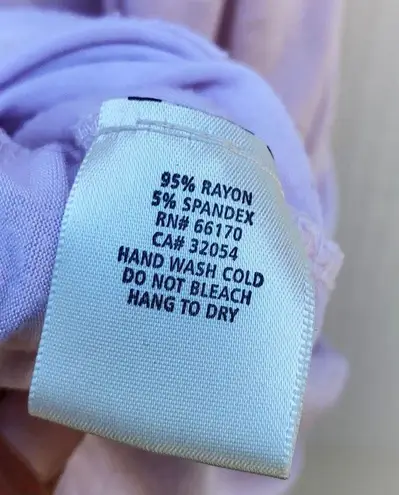 95% RAYON
5% SPANDEX
RN# 66170
CA# 32054
HAND WASH COLD
DO NOT BLEACH
HANG TO DRY